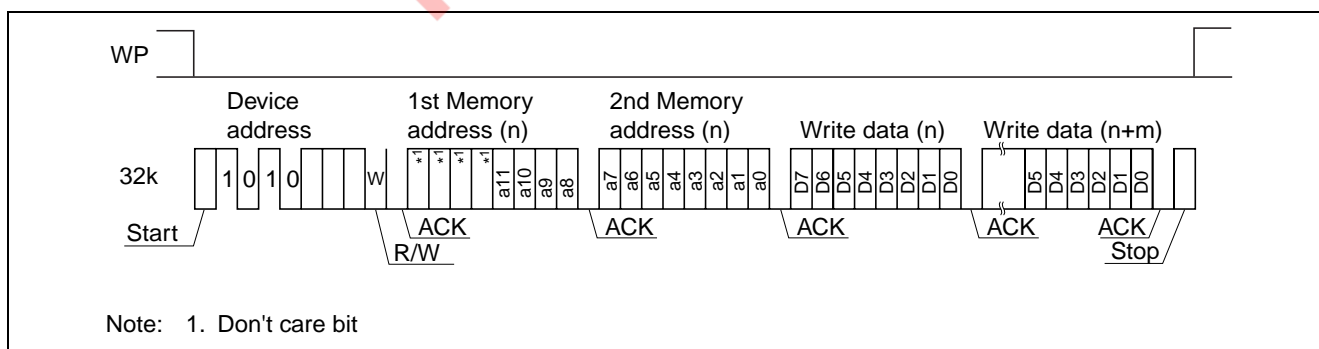 WP
Device address
1st Memory address (n)
2nd Memory address (n)
Write data (n)
Write data (n+m)
32k
1 0 1 0 W *1 *1 *1 *1 a11 a10 a9 a8 a7 a6 a5 a4 a3 a2 a1 a0 D7 D6 D5 D4 D3 D2 D1 D0 D5 D4 D3 D2 D1 D0
Start
R/W
ACK
ACK
ACK
ACK
ACK
Stop
Note: 1. Don't care bit